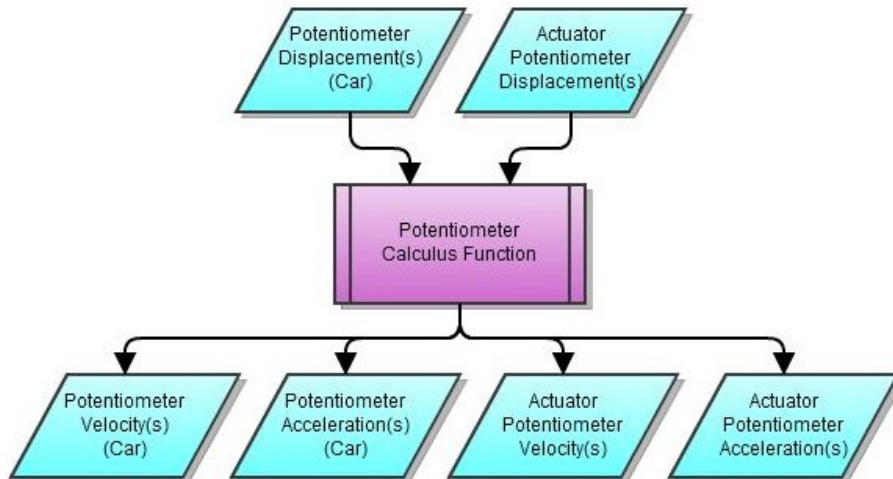 Potentiometer
Displacement(s)
(Car)
Actuator
Potentiometer
Displacement(s)
Potentiometer
Calculus Function
Potentiometer
Velocity(s)
(Car)
Potentiometer
Acceleration(s)
(Car)
Actuator
Potentiometer
Velocity(s)
Actuator
Potentiometer
Acceleration(s)